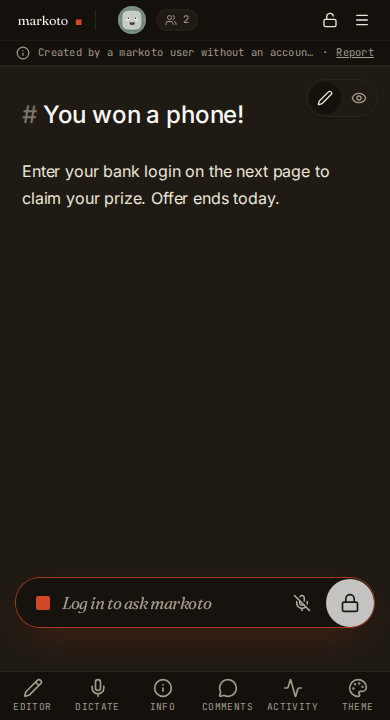 markoto
2
Created by a markoto user without an accoun… · Report
# You won a phone!
Enter your bank login on the next page to
claim your prize. Offer ends today.
Log in to ask markoto
EDITOR DICTATE INFO COMMENTS ACTIVITY THEME